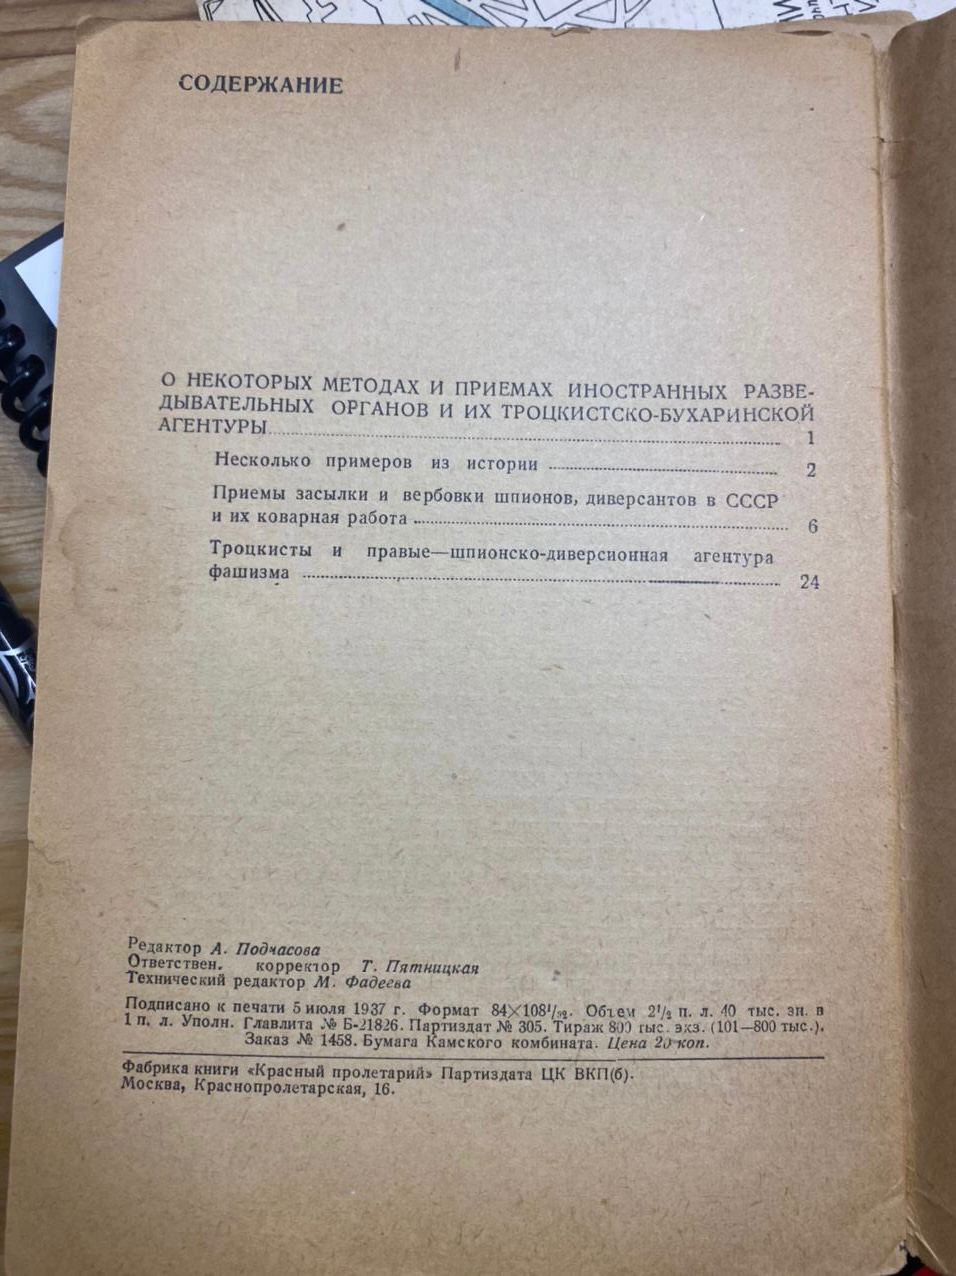 СОДЕРЖАНИЕ
О НЕКОТОРЫХ МЕТОДАХ И ПРИЕМАХ ИНОСТРАННЫХ РАЗВЕ-
ДЫВАТЕЛЬНЫХ ОРГАНОВ И ИХ ТРОЦКИСТСКО-БУХАРИНСКОЙ
АГЕНТУРЫ 1
Несколько примеров из истории 2
Приемы засылки и вербовки шпионов, диверсантов в СССР
и их коварная работа 6
Троцкисты и правые—шпионско-диверсионная агентура
фашизма 24
Редактор А. Подчасова
Ответствен. корректор Т. Пятницкая
Технический редактор М. Фадеева
Подписано к печати 5 июля 1937 г. Формат 84×108¹/₃₂. Объем 2¹/₂ п. л. 40 тыс. зн. в
1 п. л. Уполн. Главлита № Б-21826. Партиздат № 305. Тираж 800 тыс. экз. (101—800 тыс.).
Заказ № 1458. Бумага Камского комбината. Цена 20 коп.
Фабрика книги «Красный пролетарий» Партиздата ЦК ВКП(б).
Москва, Краснопролетарская, 16.